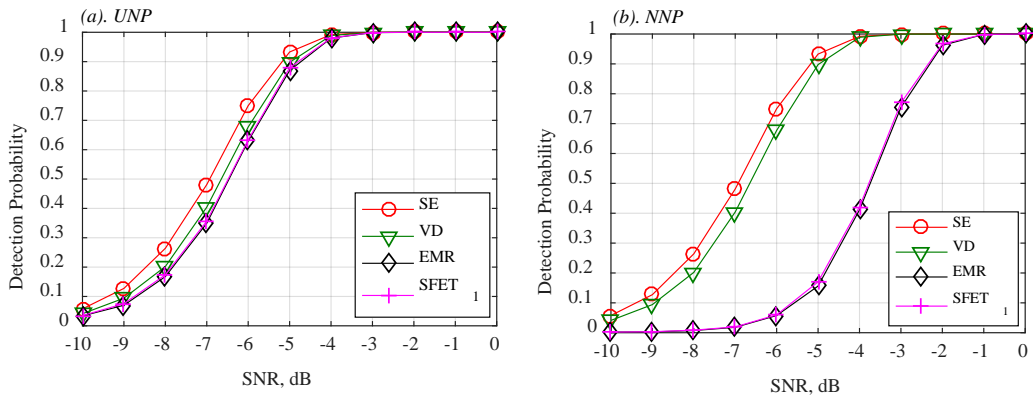 (a). UNP
Detection Probability
1
0.9
0.8
0.7
0.6
0.5
0.4
0.3
0.2
0.1
0
-10 -9 -8 -7 -6 -5 -4 -3 -2 -1 0
SNR, dB
SE
VD
EMR
SFET 1
(b). NNP
Detection Probability
1
0.9
0.8
0.7
0.6
0.5
0.4
0.3
0.2
0.1
0
-10 -9 -8 -7 -6 -5 -4 -3 -2 -1 0
SNR, dB
SE
VD
EMR
SFET 1